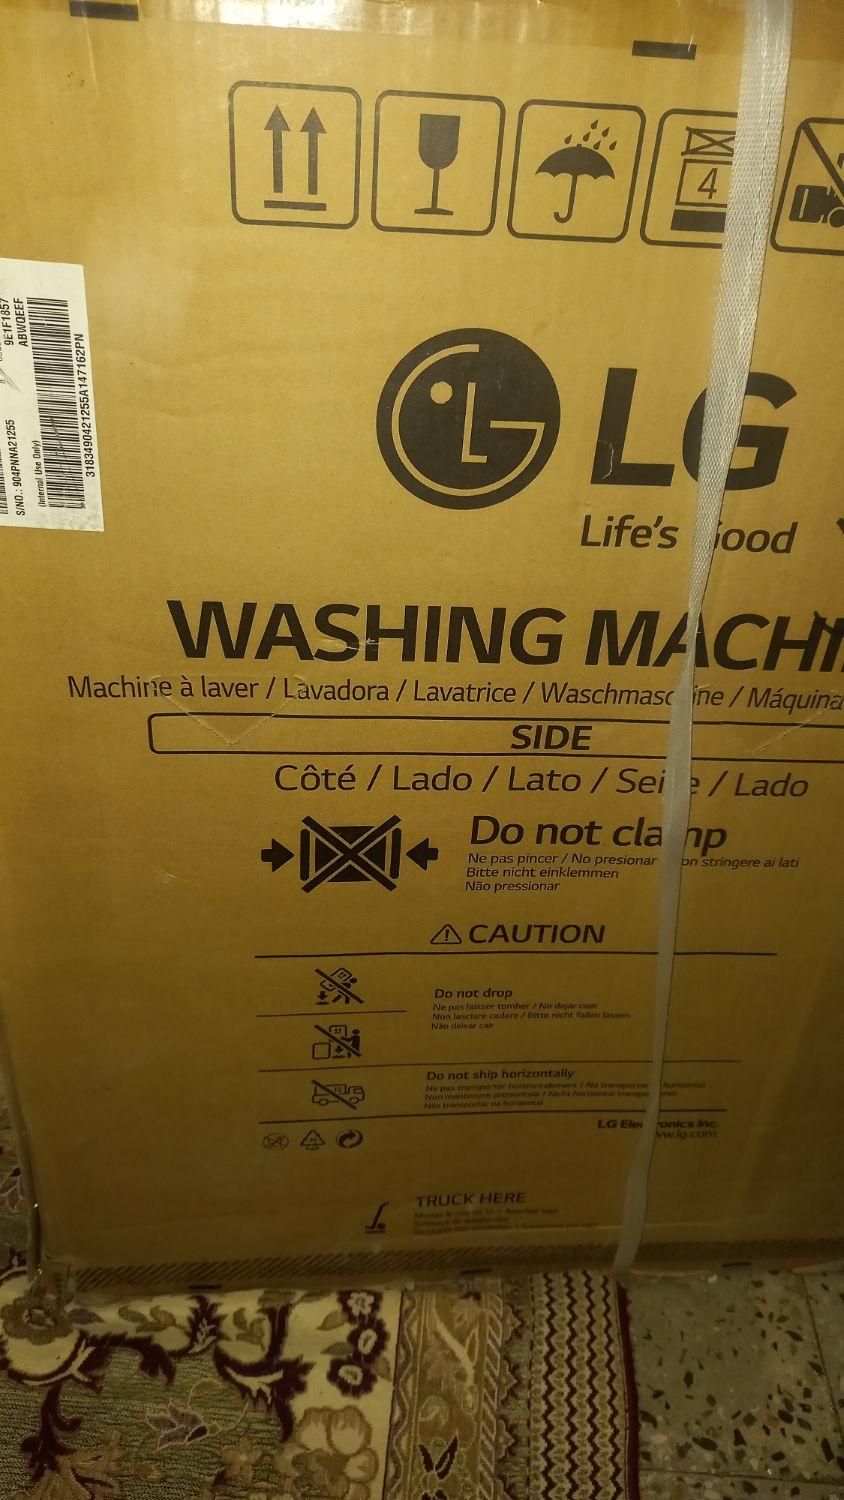 4
9E1F1857
ABWQEEF
S/NO.: 904PNNA21255
(Internal Use Only)
3183490421255A147162PN
LG
Life's Good
WASHING MACHI
Machine à laver / Lavadora / Lavatrice / Waschmaschine / Máquina
SIDE
Côté / Lado / Lato / Seite / Lado
Do not clamp
Ne pas pincer / No presionar / Non stringere ai lati
Bitte nicht einklemmen
Não pressionar
CAUTION
Do not drop
Ne pas laisser tomber / No dejar caer
Non lasciare cadere / Bitte nicht fallen lassen
Não deixar cair
Do not ship horizontally
Ne pas transporter horizontalement / No transportar horizontal
Non mantenere orizzontale / Nicht horizontal transportieren
Não transportar na horizontal
LG Electronics Inc.
www.lg.com
PAP
TRUCK HERE